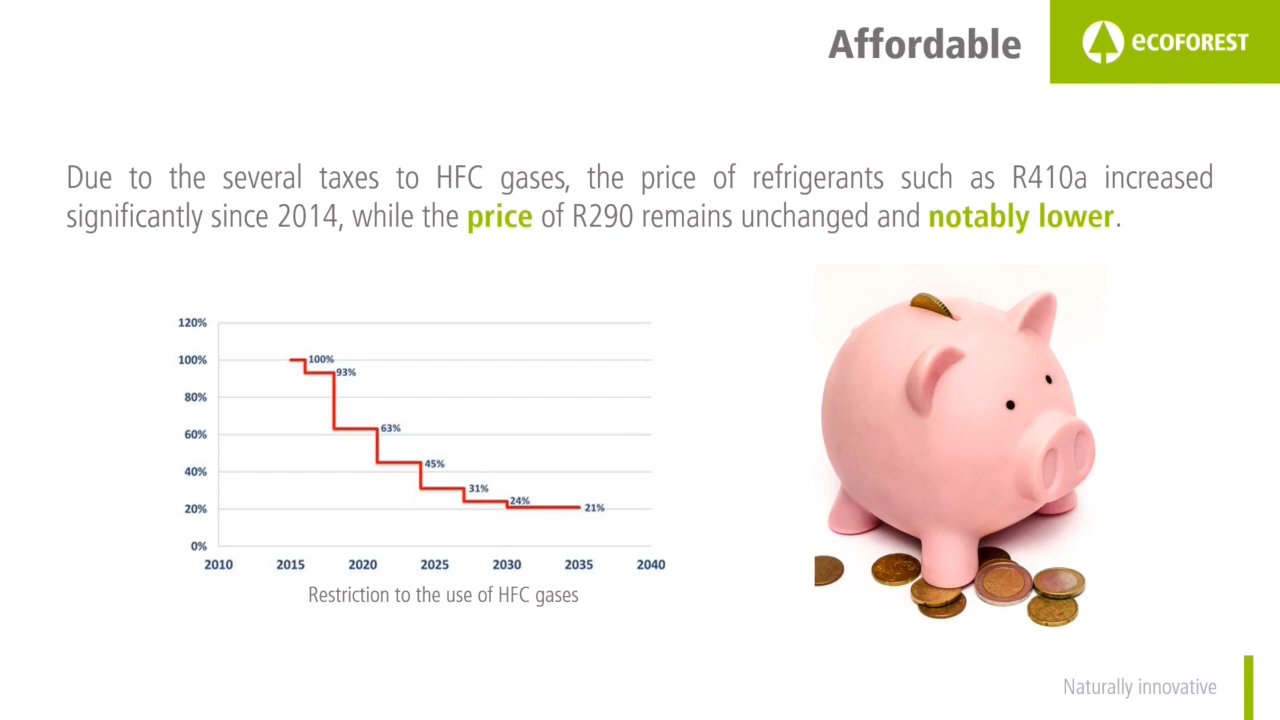 Affordable
ecoforest
Due to the several taxes to HFC gases, the price of refrigerants such as R410a increased
significantly since 2014, while the price of R290 remains unchanged and notably lower.
120%
100%
80%
60%
40%
20%
0%
100%
93%
63%
45%
31%
24%
21%
2010 2015 2020 2025 2030 2035 2040
Restriction to the use of HFC gases
Naturally innovative